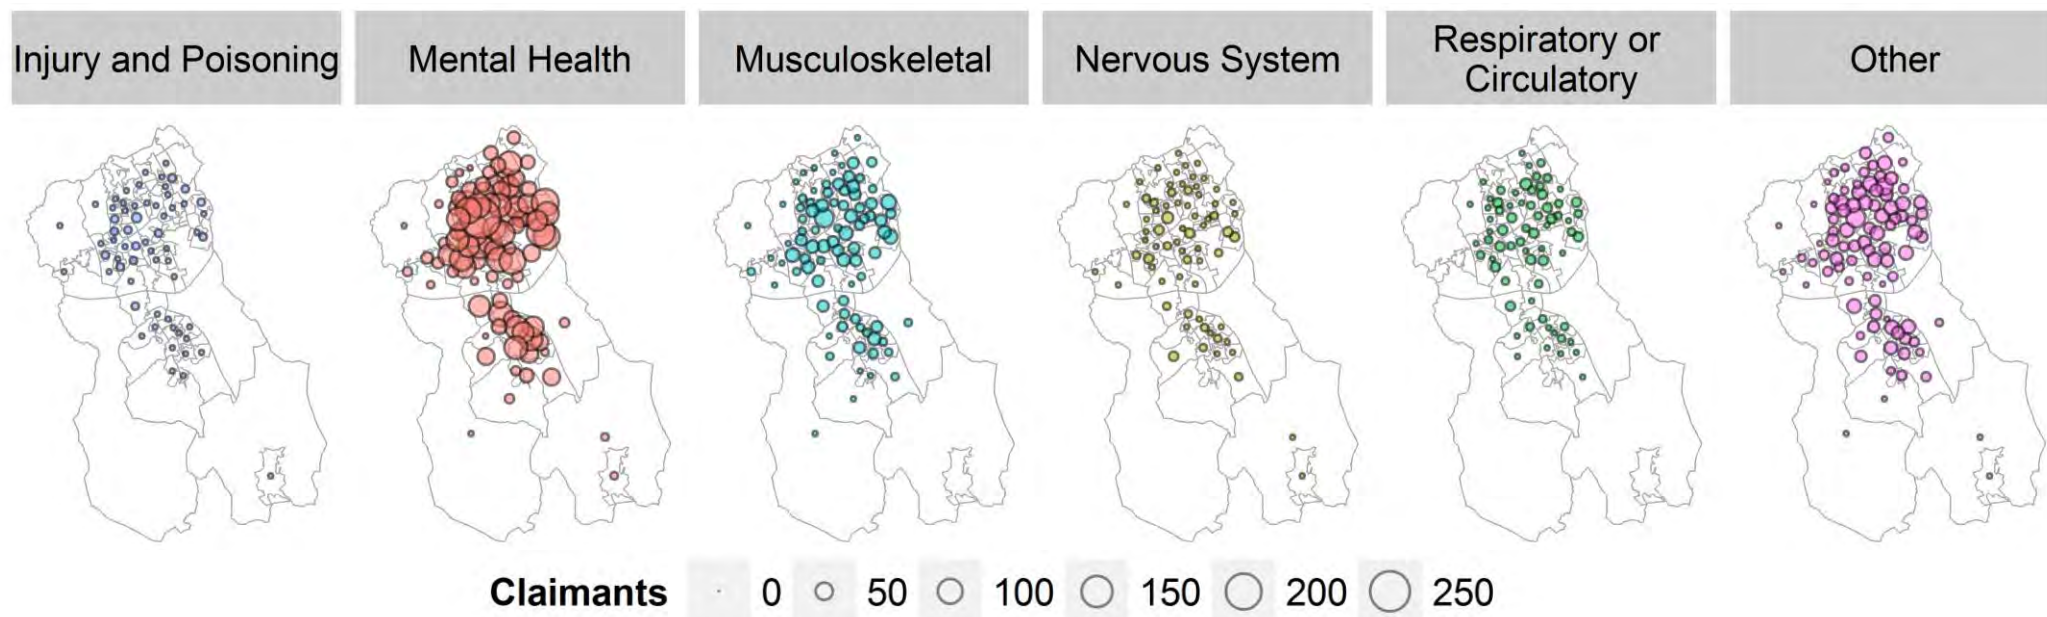 Injury and Poisoning
Mental Health
Musculoskeletal
Nervous System
Respiratory or
Circulatory
Other
Claimants 0 50 100 150 200 250